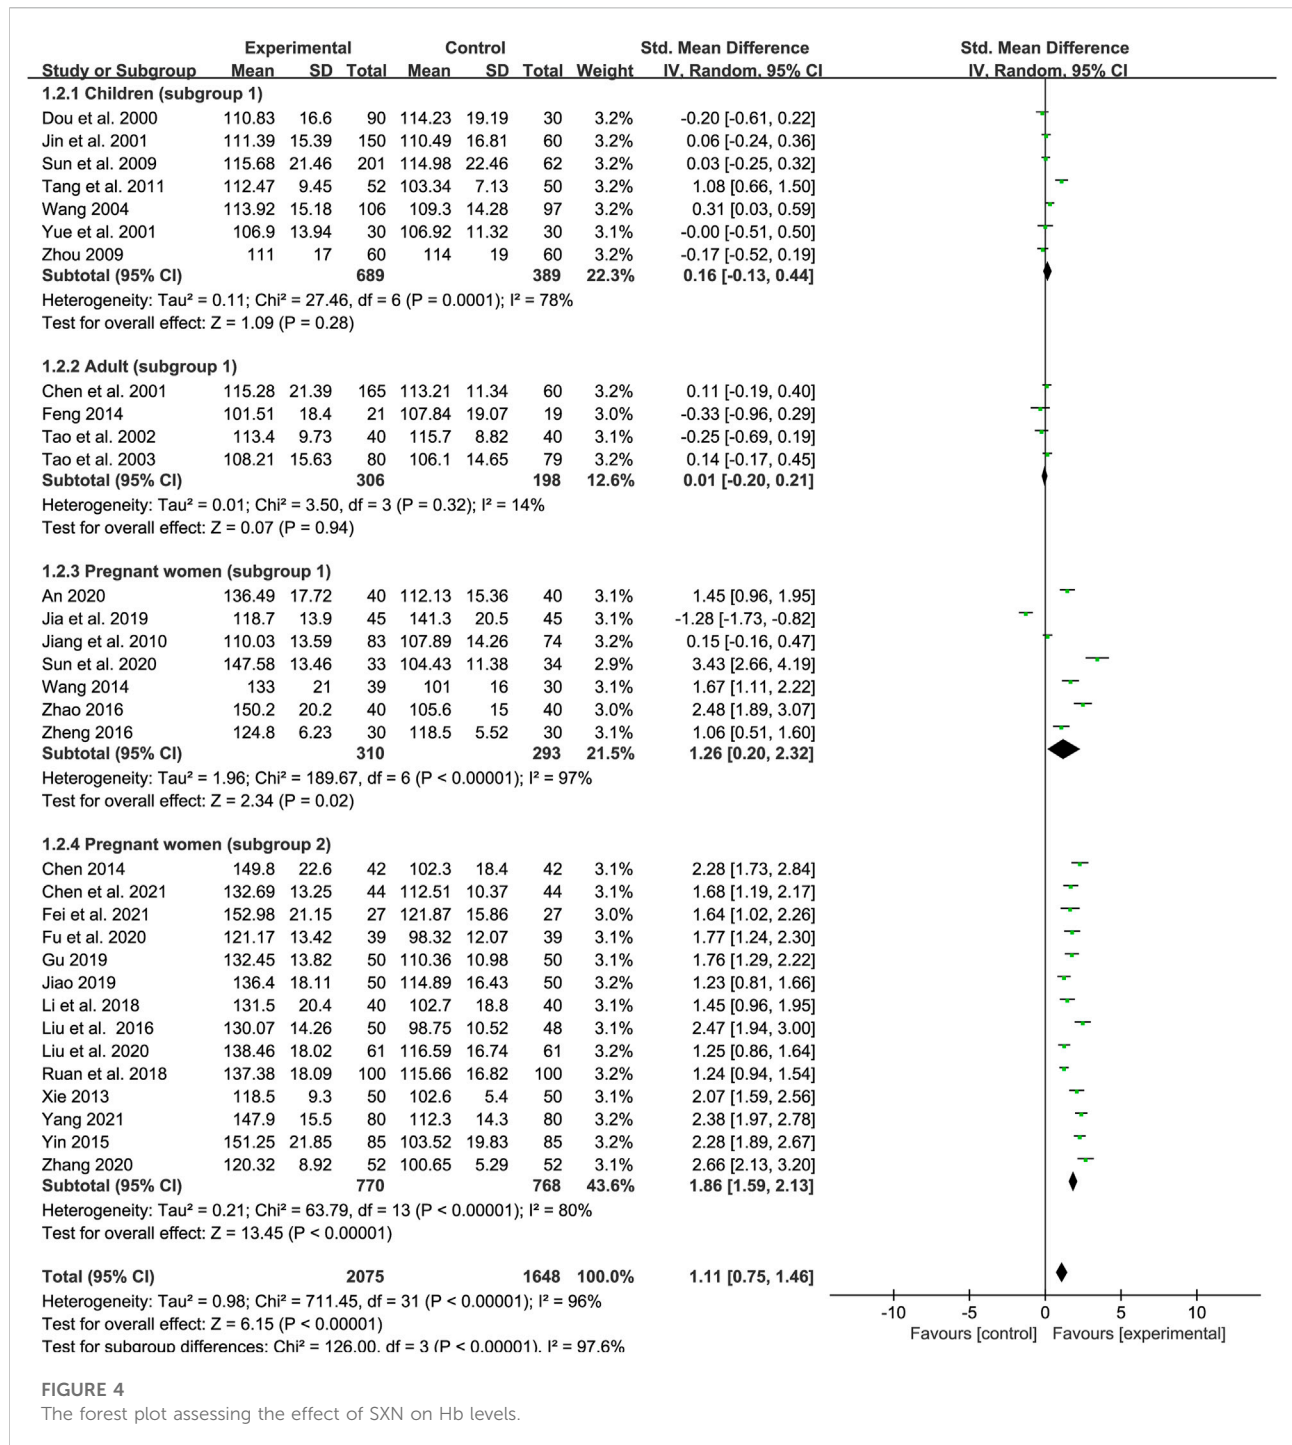 Experimental Control Std. Mean Difference Std. Mean Difference
Study or Subgroup Mean SD Total Mean SD Total Weight IV, Random, 95% CI IV, Random, 95% CI
1.2.1 Children (subgroup 1)
Dou et al. 2000 110.83 16.6 90 114.23 19.19 30 3.2% -0.20 [-0.61, 0.22]
Jin et al. 2001 111.39 15.39 150 110.49 16.81 60 3.2% 0.06 [-0.24, 0.36]
Sun et al. 2009 115.68 21.46 201 114.98 22.46 62 3.2% 0.03 [-0.25, 0.32]
Tang et al. 2011 112.47 9.45 52 103.34 7.13 50 3.2% 1.08 [0.66, 1.50]
Wang 2004 113.92 15.18 106 109.3 14.28 97 3.2% 0.31 [0.03, 0.59]
Yue et al. 2001 106.9 13.94 30 106.92 11.32 30 3.1% -0.00 [-0.51, 0.50]
Zhou 2009 111 17 60 114 19 60 3.2% -0.17 [-0.52, 0.19]
Subtotal (95% CI) 689 389 22.3% 0.16 [-0.13, 0.44]
Heterogeneity: Tau² = 0.11; Chi² = 27.46, df = 6 (P = 0.0001); I² = 78%
Test for overall effect: Z = 1.09 (P = 0.28)
1.2.2 Adult (subgroup 1)
Chen et al. 2001 115.28 21.39 165 113.21 11.34 60 3.2% 0.11 [-0.19, 0.40]
Feng 2014 101.51 18.4 21 107.84 19.07 19 3.0% -0.33 [-0.96, 0.29]
Tao et al. 2002 113.4 9.73 40 115.7 8.82 40 3.1% -0.25 [-0.69, 0.19]
Tao et al. 2003 108.21 15.63 80 106.1 14.65 79 3.2% 0.14 [-0.17, 0.45]
Subtotal (95% CI) 306 198 12.6% 0.01 [-0.20, 0.21]
Heterogeneity: Tau² = 0.01; Chi² = 3.50, df = 3 (P = 0.32); I² = 14%
Test for overall effect: Z = 0.07 (P = 0.94)
1.2.3 Pregnant women (subgroup 1)
An 2020 136.49 17.72 40 112.13 15.36 40 3.1% 1.45 [0.96, 1.95]
Jia et al. 2019 118.7 13.9 45 141.3 20.5 45 3.1% -1.28 [-1.73, -0.82]
Jiang et al. 2010 110.03 13.59 83 107.89 14.26 74 3.2% 0.15 [-0.16, 0.47]
Sun et al. 2020 147.58 13.46 33 104.43 11.38 34 2.9% 3.43 [2.66, 4.19]
Wang 2014 133 21 39 101 16 30 3.1% 1.67 [1.11, 2.22]
Zhao 2016 150.2 20.2 40 105.6 15 40 3.0% 2.48 [1.89, 3.07]
Zheng 2016 124.8 6.23 30 118.5 5.52 30 3.1% 1.06 [0.51, 1.60]
Subtotal (95% CI) 310 293 21.5% 1.26 [0.20, 2.32]
Heterogeneity: Tau² = 1.96; Chi² = 189.67, df = 6 (P < 0.00001); I² = 97%
Test for overall effect: Z = 2.34 (P = 0.02)
1.2.4 Pregnant women (subgroup 2)
Chen 2014 149.8 22.6 42 102.3 18.4 42 3.1% 2.28 [1.73, 2.84]
Chen et al. 2021 132.69 13.25 44 112.51 10.37 44 3.1% 1.68 [1.19, 2.17]
Fei et al. 2021 152.98 21.15 27 121.87 15.86 27 3.0% 1.64 [1.02, 2.26]
Fu et al. 2020 121.17 13.42 39 98.32 12.07 39 3.1% 1.77 [1.24, 2.30]
Gu 2019 132.45 13.82 50 110.36 10.98 50 3.1% 1.76 [1.29, 2.22]
Jiao 2019 136.4 18.11 50 114.89 16.43 50 3.1% 1.23 [0.81, 1.66]
Li et al. 2018 131.5 20.4 40 102.7 18.8 40 3.1% 1.45 [0.96, 1.95]
Liu et al. 2016 130.07 14.26 50 98.75 10.52 48 3.1% 2.47 [1.94, 3.00]
Liu et al. 2020 138.46 18.02 61 116.59 16.74 61 3.2% 1.25 [0.86, 1.64]
Ruan et al. 2018 137.38 18.09 100 115.66 16.82 100 3.2% 1.24 [0.94, 1.54]
Xie 2013 118.5 9.3 50 102.6 5.4 50 3.1% 2.07 [1.59, 2.56]
Yang 2021 147.9 15.5 80 112.3 14.3 80 3.2% 2.38 [1.97, 2.78]
Yin 2015 151.25 21.85 85 103.52 19.83 85 3.2% 2.28 [1.89, 2.67]
Zhang 2020 120.32 8.92 52 100.65 5.29 52 3.1% 2.66 [2.13, 3.20]
Subtotal (95% CI) 770 768 43.6% 1.86 [1.59, 2.13]
Heterogeneity: Tau² = 0.21; Chi² = 63.79, df = 13 (P < 0.00001); I² = 80%
Test for overall effect: Z = 13.45 (P < 0.00001)
Total (95% CI) 2075 1648 100.0% 1.11 [0.75, 1.46]
Heterogeneity: Tau² = 0.98; Chi² = 711.45, df = 31 (P < 0.00001); I² = 96%
Test for overall effect: Z = 6.15 (P < 0.00001)
Test for subgroup differences: Chi² = 126.00, df = 3 (P < 0.00001), I² = 97.6%
-10 -5 0 5 10
Favours [control] Favours [experimental]
FIGURE 4
The forest plot assessing the effect of SXN on Hb levels.